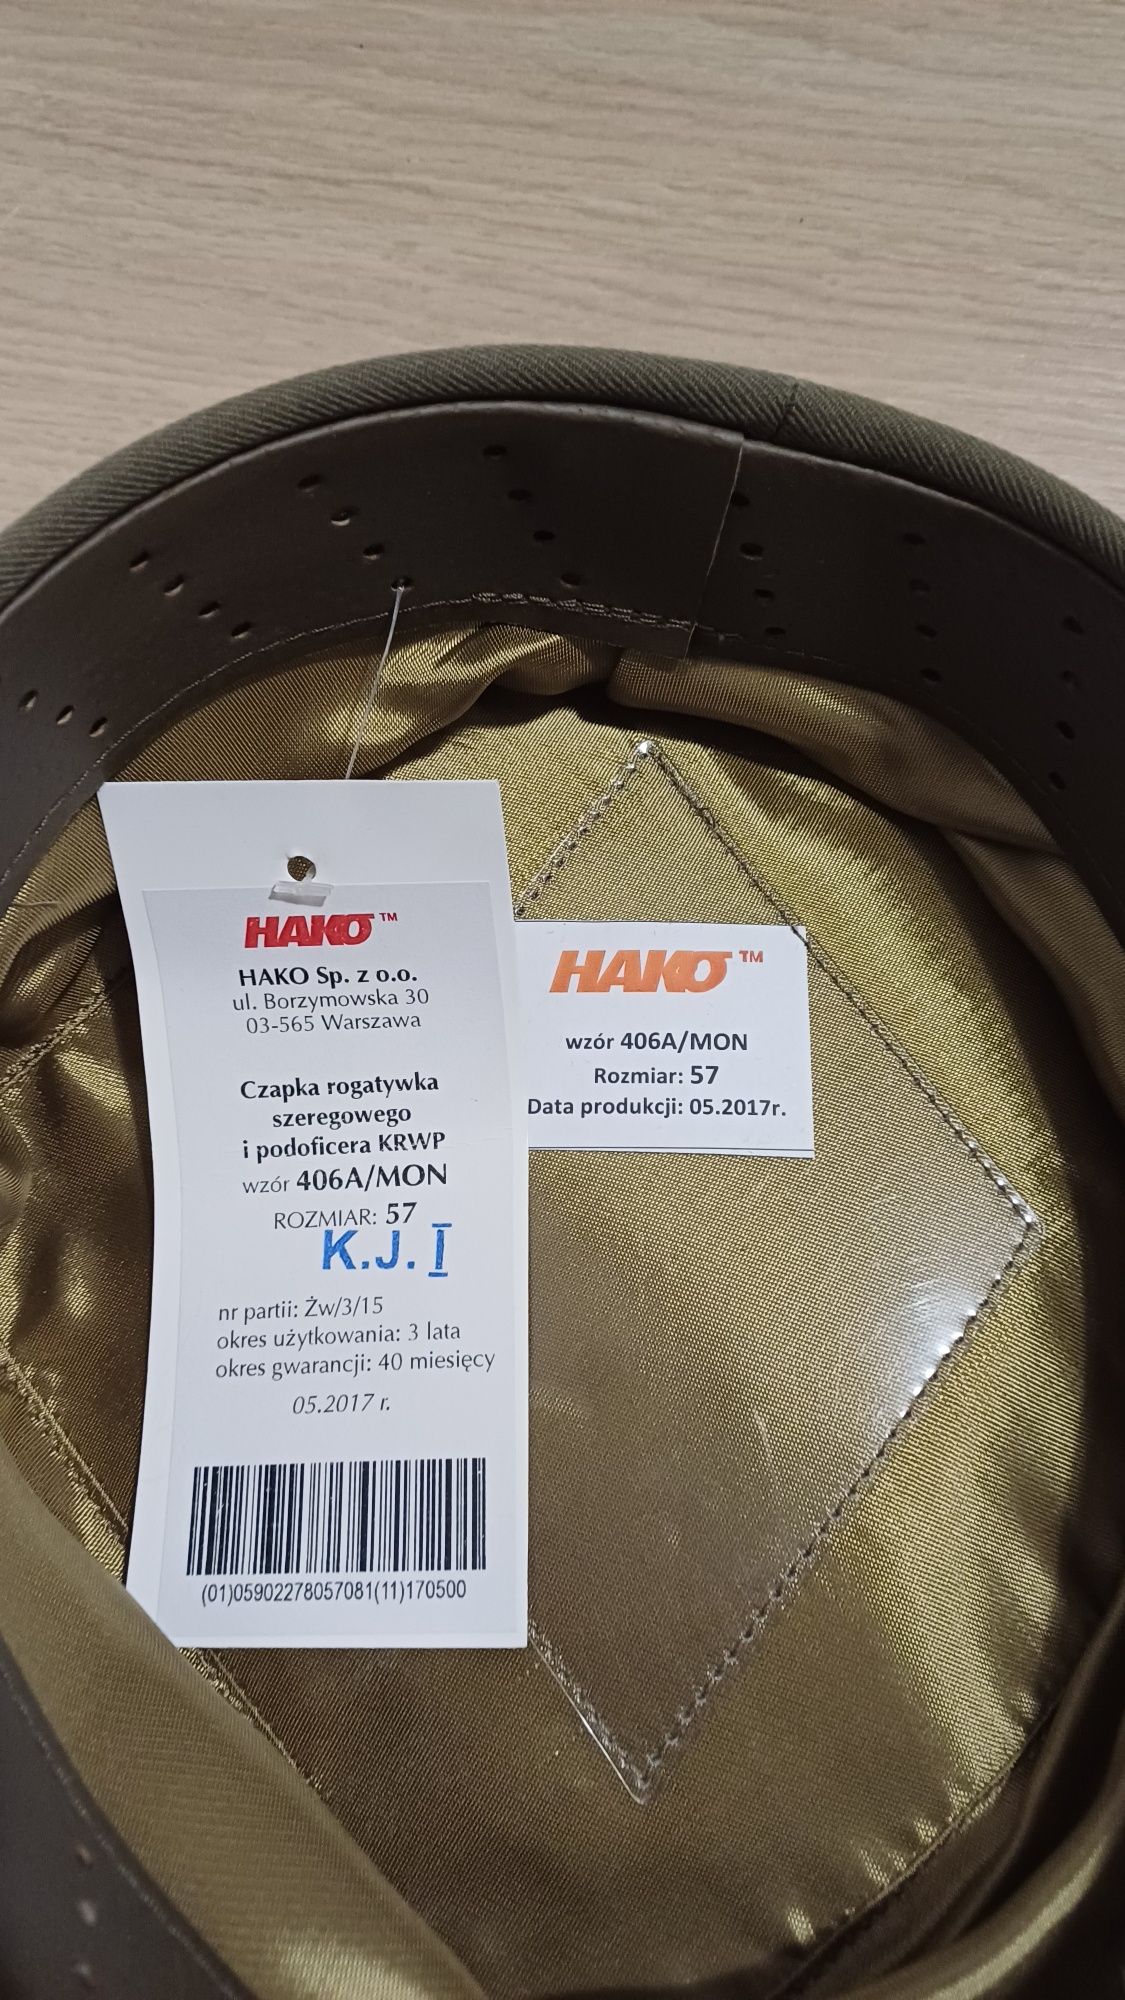 HAKO™
HAKO Sp. z o.o.
ul. Borzymowska 30
03-565 Warszawa
Czapka rogatywka
szeregowego
i podoficera KRWP
wzór 406A/MON
ROZMIAR: 57
K.J. I
nr partii: Żw/3/15
okres użytkowania: 3 lata
okres gwarancji: 40 miesięcy
05.2017 r.
(01)05902278057081(11)170500
HAKO™
wzór 406A/MON
Rozmiar: 57
Data produkcji: 05.2017r.